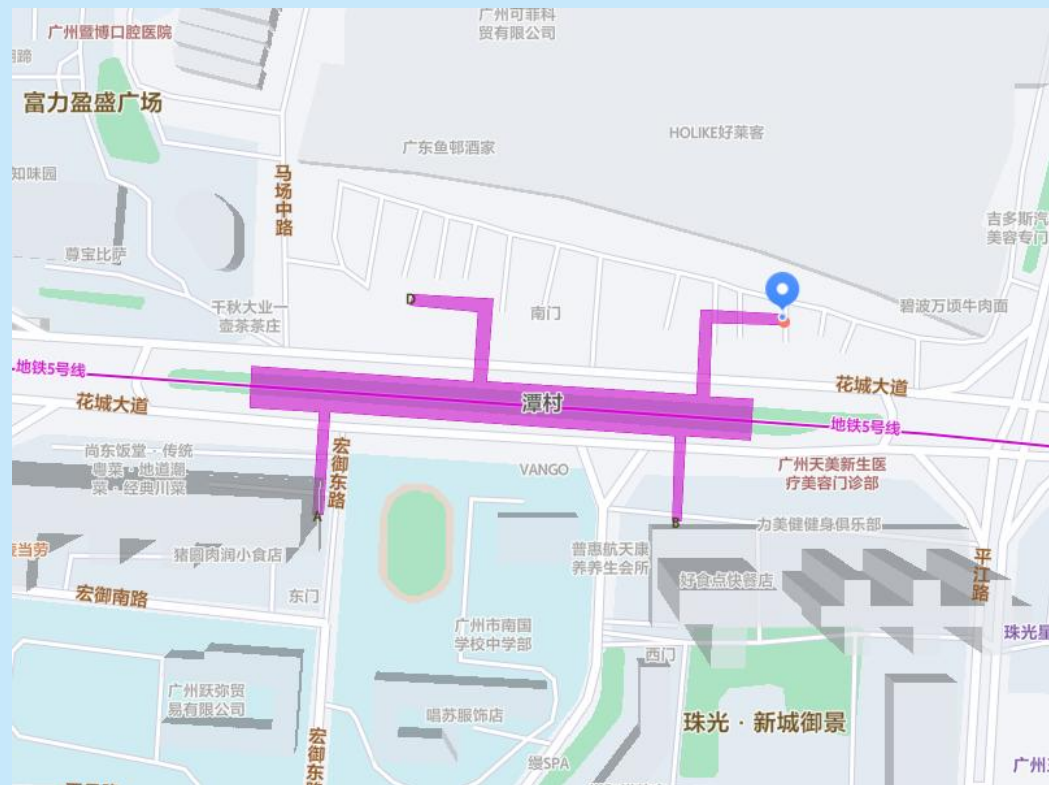 广州可菲科
贸有限公司
广州暨博口腔医院
富力盈盛广场
HOLIKE好莱客
广东鱼邨酒家
马场中路
知味园
吉多斯汽
美容专门
尊宝比萨
D
千秋大业一
壶茶茶庄
南门
碧波万顷牛肉面
地铁5号线
花城大道
花城大道
潭村
地铁5号线
尚东饭堂·传统
粤菜·地道潮
菜·经典川菜
宏御东路
VANGO
广州天美新生医
疗美容门诊部
A
B
力美健健身俱乐部
猪圆肉润小食店
普惠航天康
养养生会所
好食点快餐店
平江路
宏御南路
东门
广州市南国
学校中学部
珠光星
西门
广州跃弥贸
易有限公司
唱苏服饰店
珠光·新城御景
宏御东路
缦SPA